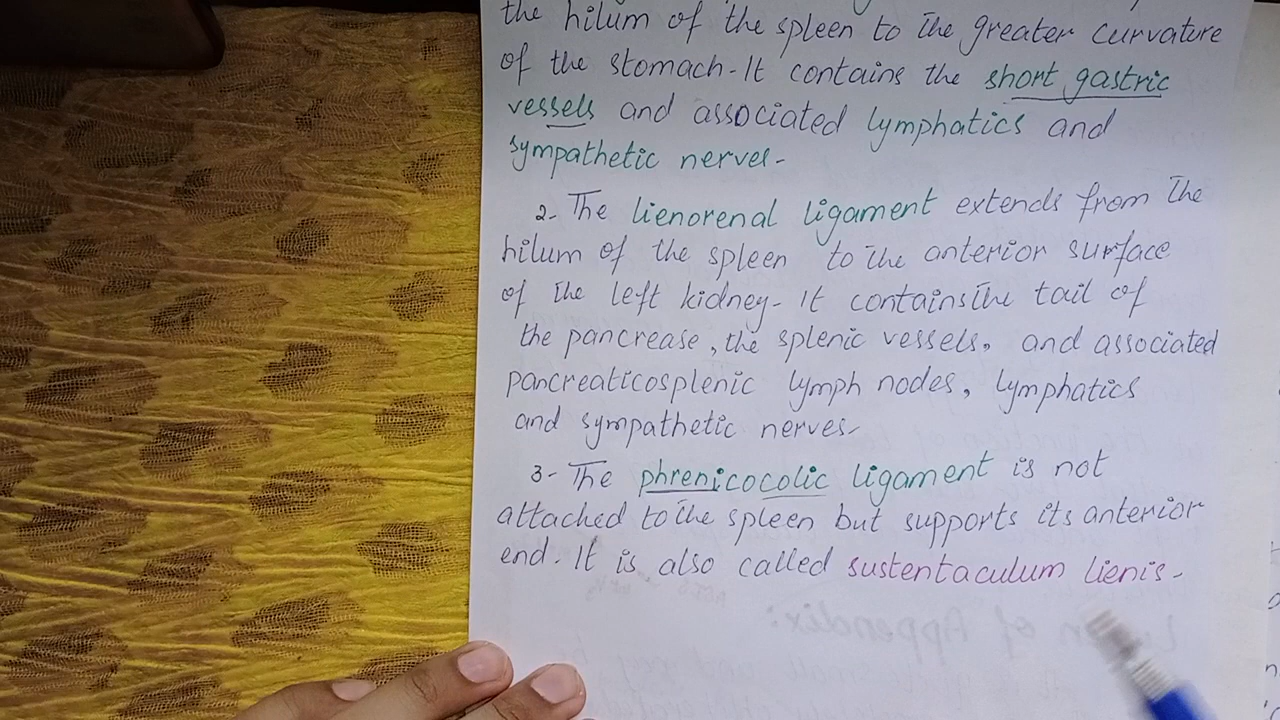 the hilum of the spleen to the greater curvature
of the stomach-It contains the short gastric
vessels and associated lymphatics and
sympathetic nerves-
2- The lienorenal ligament extends from the
hilum of the spleen to the anterior surface
of the left kidney- It contains the tail of
the pancrease, the splenic vessels, and associated
pancreaticosplenic lymph nodes, lymphatics
and sympathetic nerves-
3- The phrenicocolic ligament is not
attached to the spleen but supports its anterior
end. It is also called sustentaculum lienis-
of Appendix: